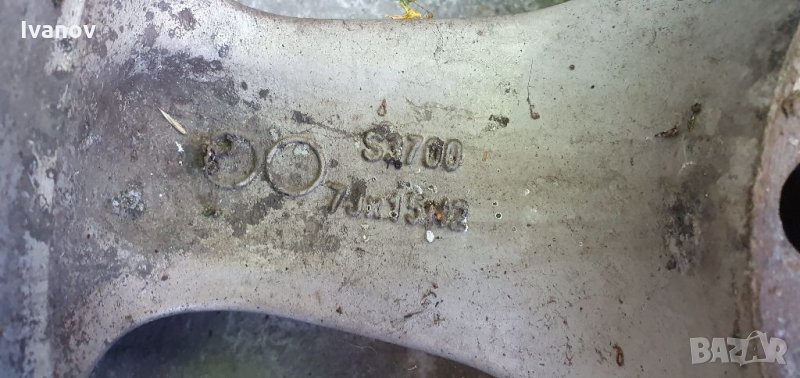 Ivanov
S3700
7Jx15H2
BAZAR